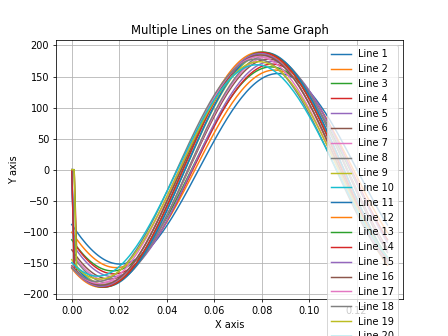 Multiple Lines on the Same Graph
200
150
100
50
0
−50
−100
−150
−200
Y axis
0.00
0.02
0.04
0.06
0.08
0.10
X axis
Line 1
Line 2
Line 3
Line 4
Line 5
Line 6
Line 7
Line 8
Line 9
Line 10
Line 11
Line 12
Line 13
Line 14
Line 15
Line 16
Line 17
Line 18
Line 19
Line 20